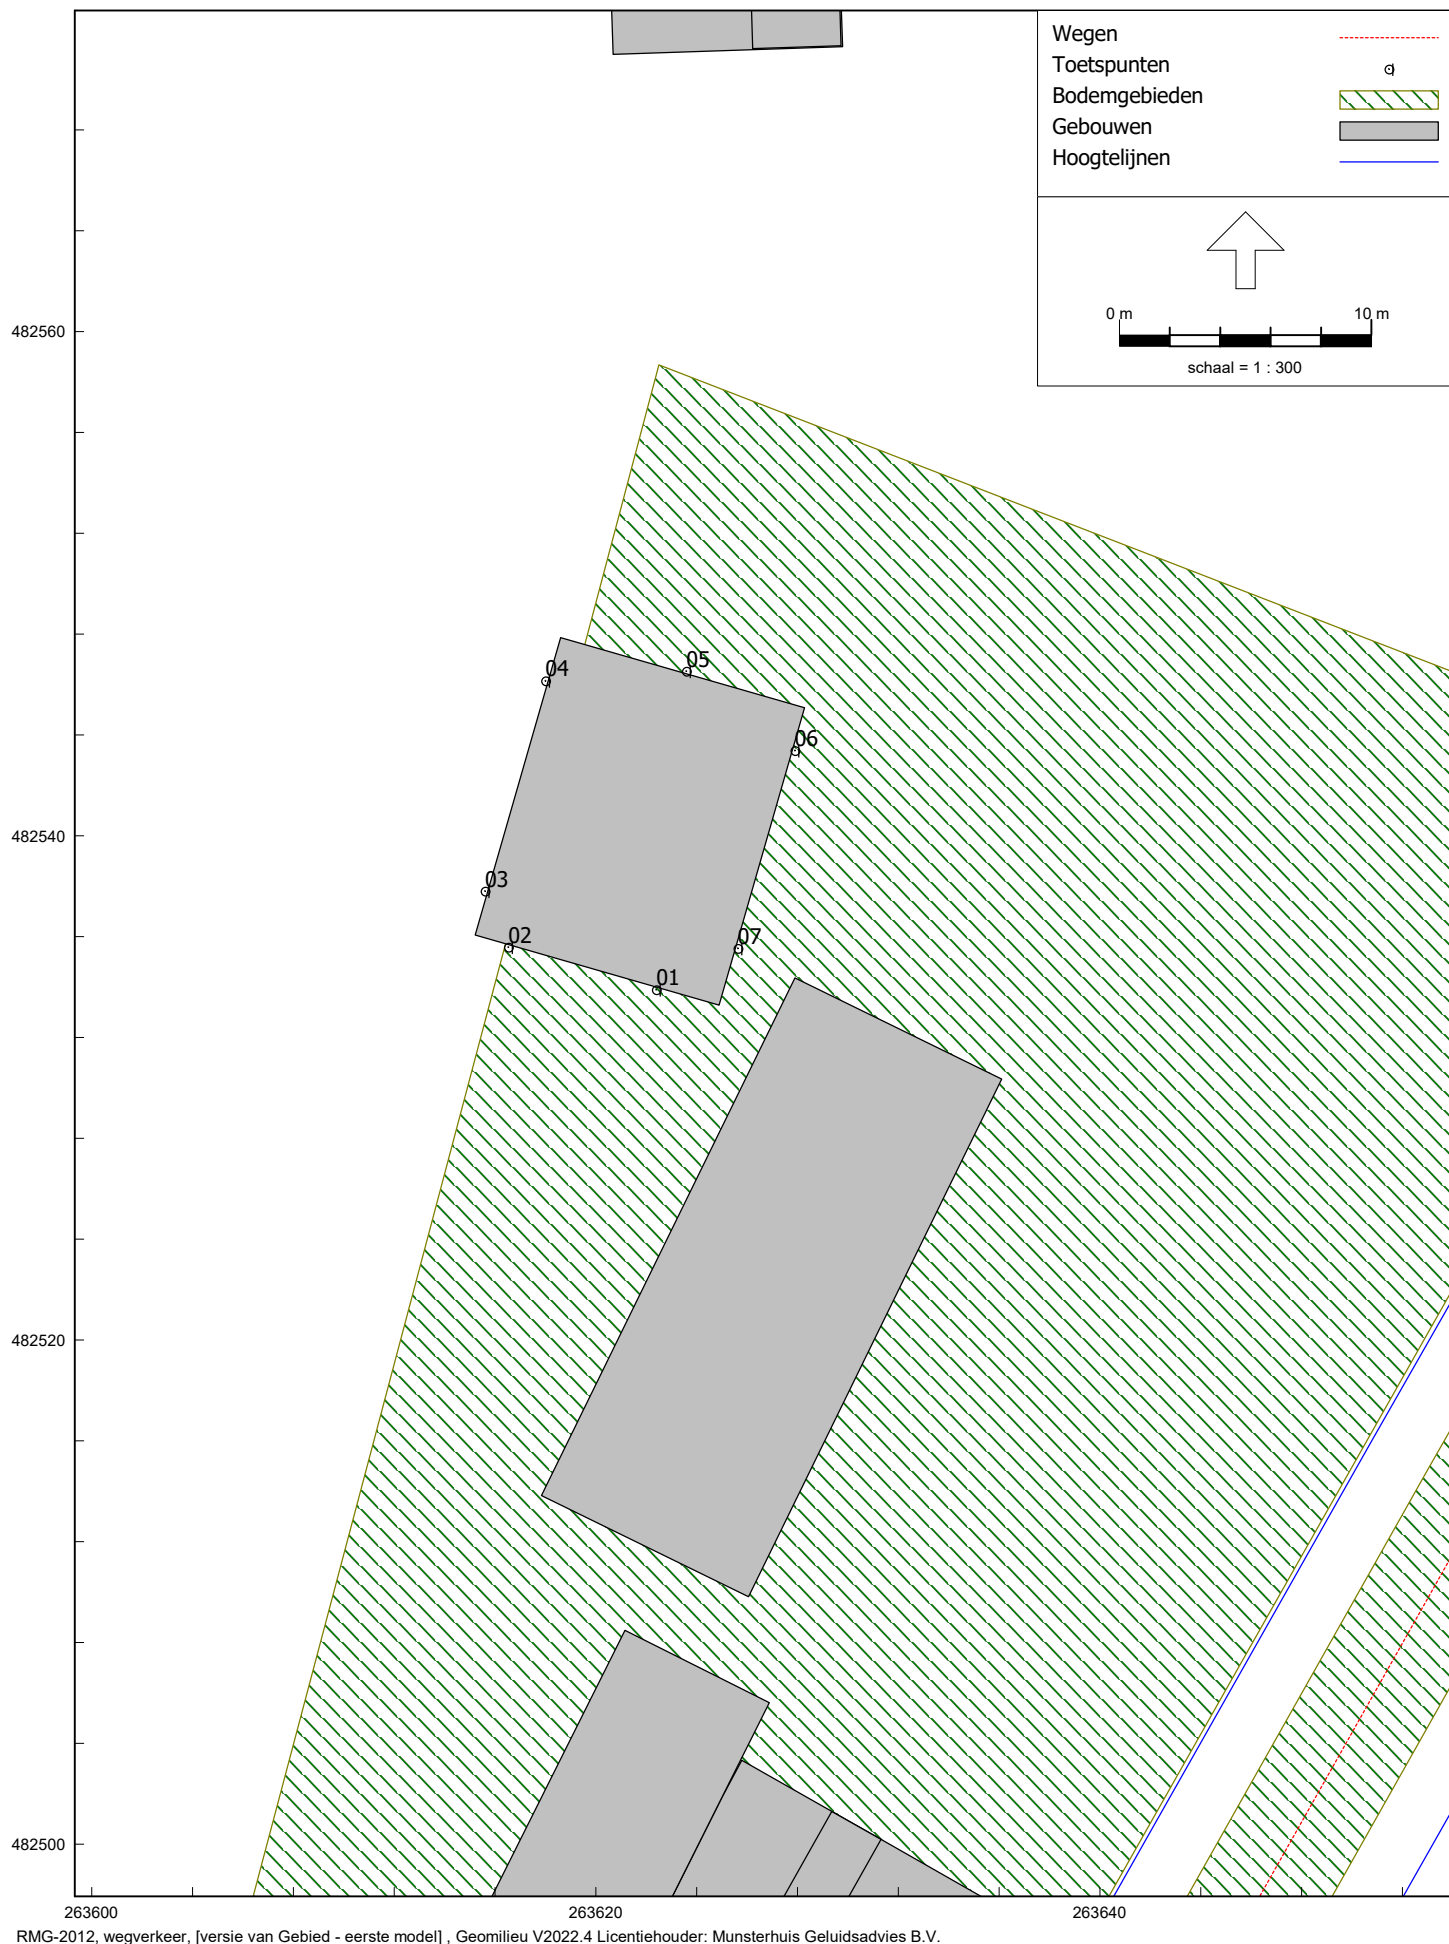 Wegen
Toetspunten
Bodemgebieden
Gebouwen
Hoogtelijnen
0 m 10 m
schaal = 1 : 300
482560
05
04
06
482540
03
02
07
01
482520
482500
263600 263620 263640
RMG-2012, wegverkeer, [versie van Gebied - eerste model] , Geomilieu V2022.4 Licentiehouder: Munsterhuis Geluidsadvies B.V.